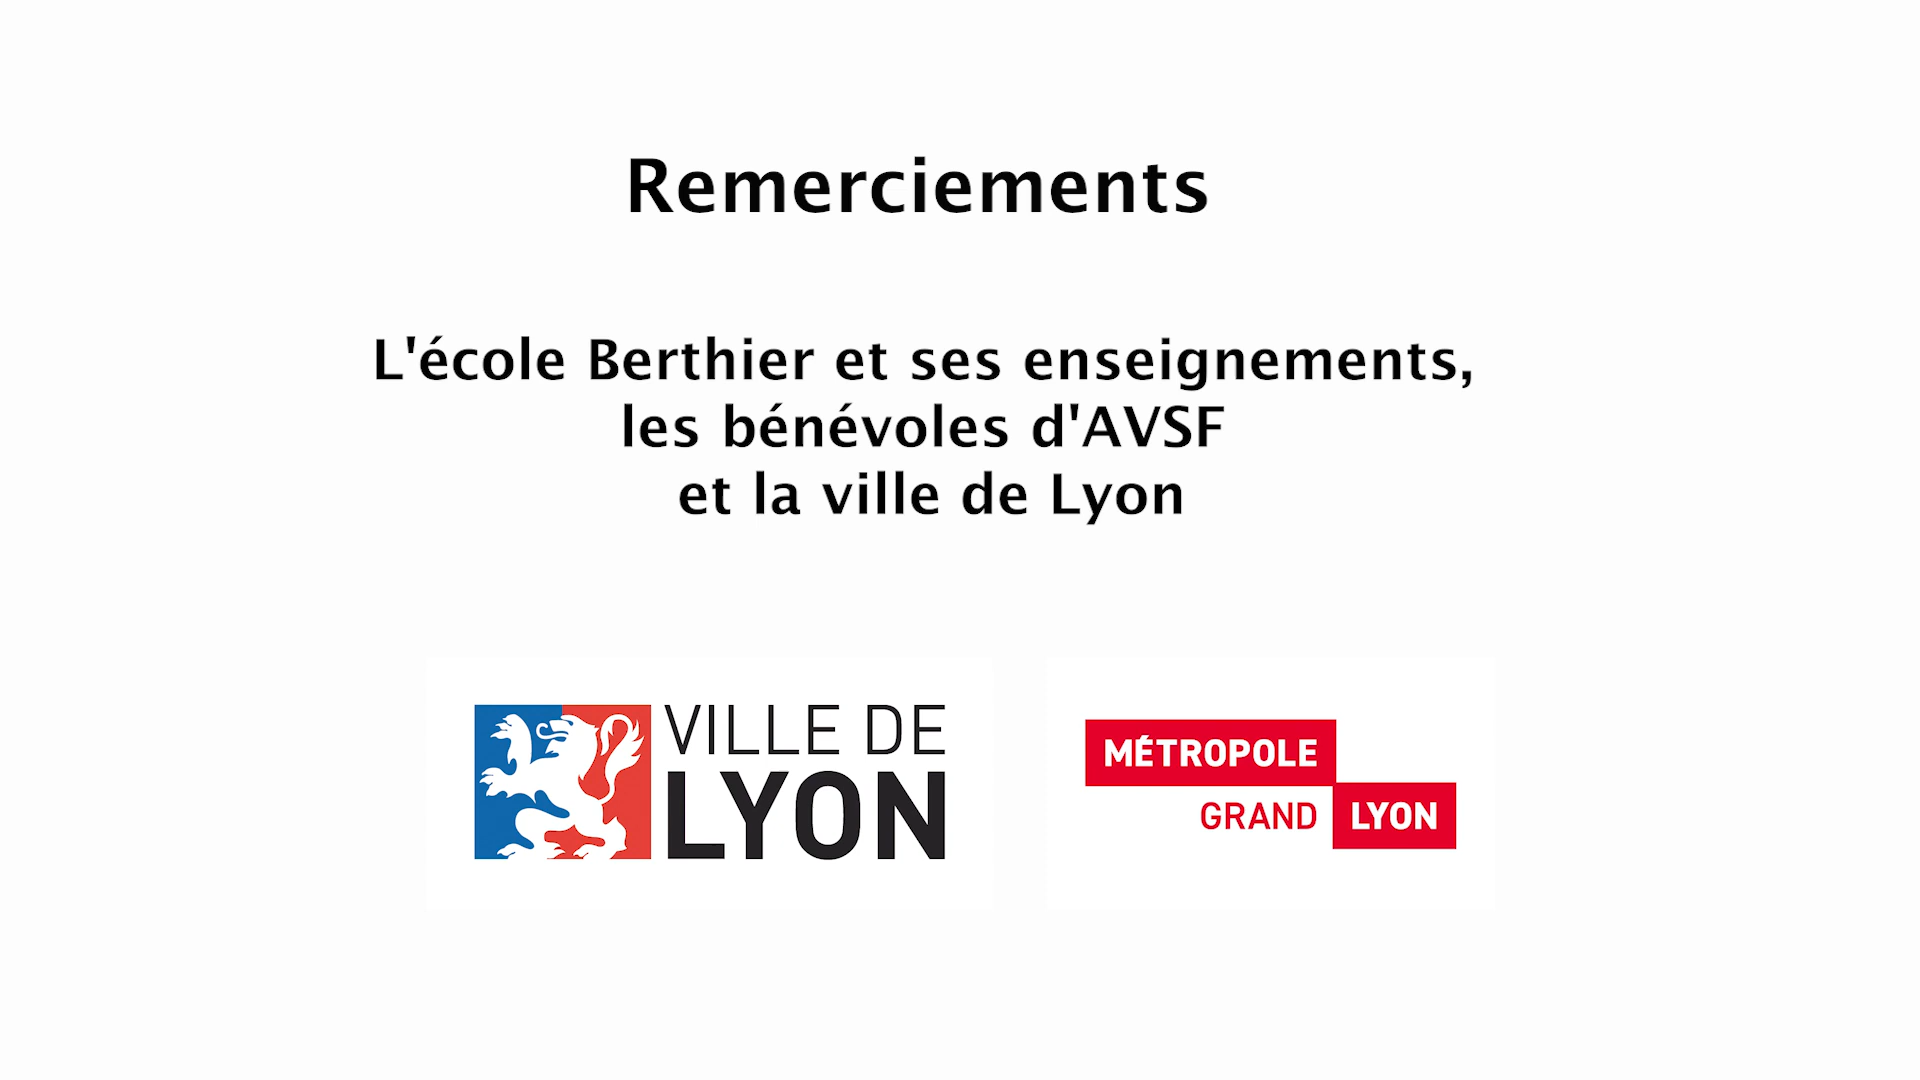 Remerciements
L'école Berthier et ses enseignements,
les bénévoles d'AVSF
et la ville de Lyon
VILLE DE
LYON
MÉTROPOLE
GRAND LYON